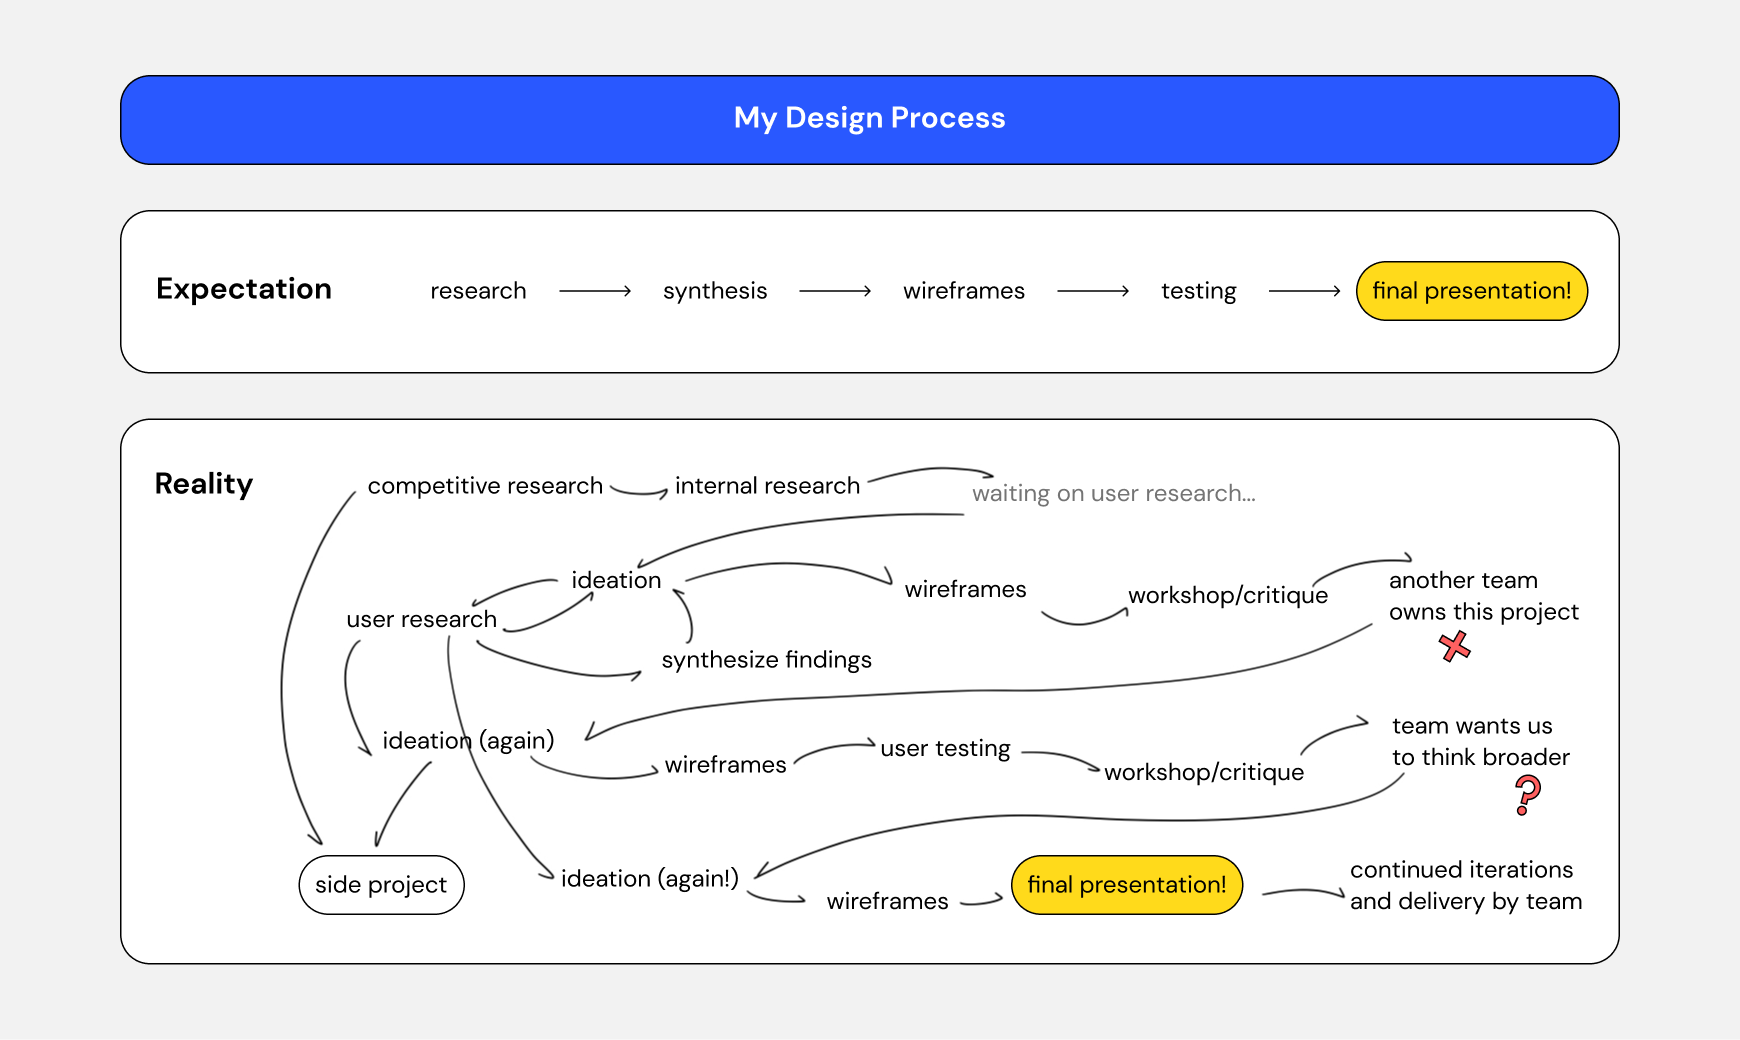 My Design Process
Expectation
research
synthesis
wireframes
testing
final presentation!
Reality
competitive research
internal research
waiting on user research...
ideation
wireframes
workshop/critique
another team
owns this project
user research
synthesize findings
ideation (again)
wireframes
user testing
workshop/critique
team wants us
to think broader
?
side project
ideation (again!)
wireframes
final presentation!
continued iterations
and delivery by team